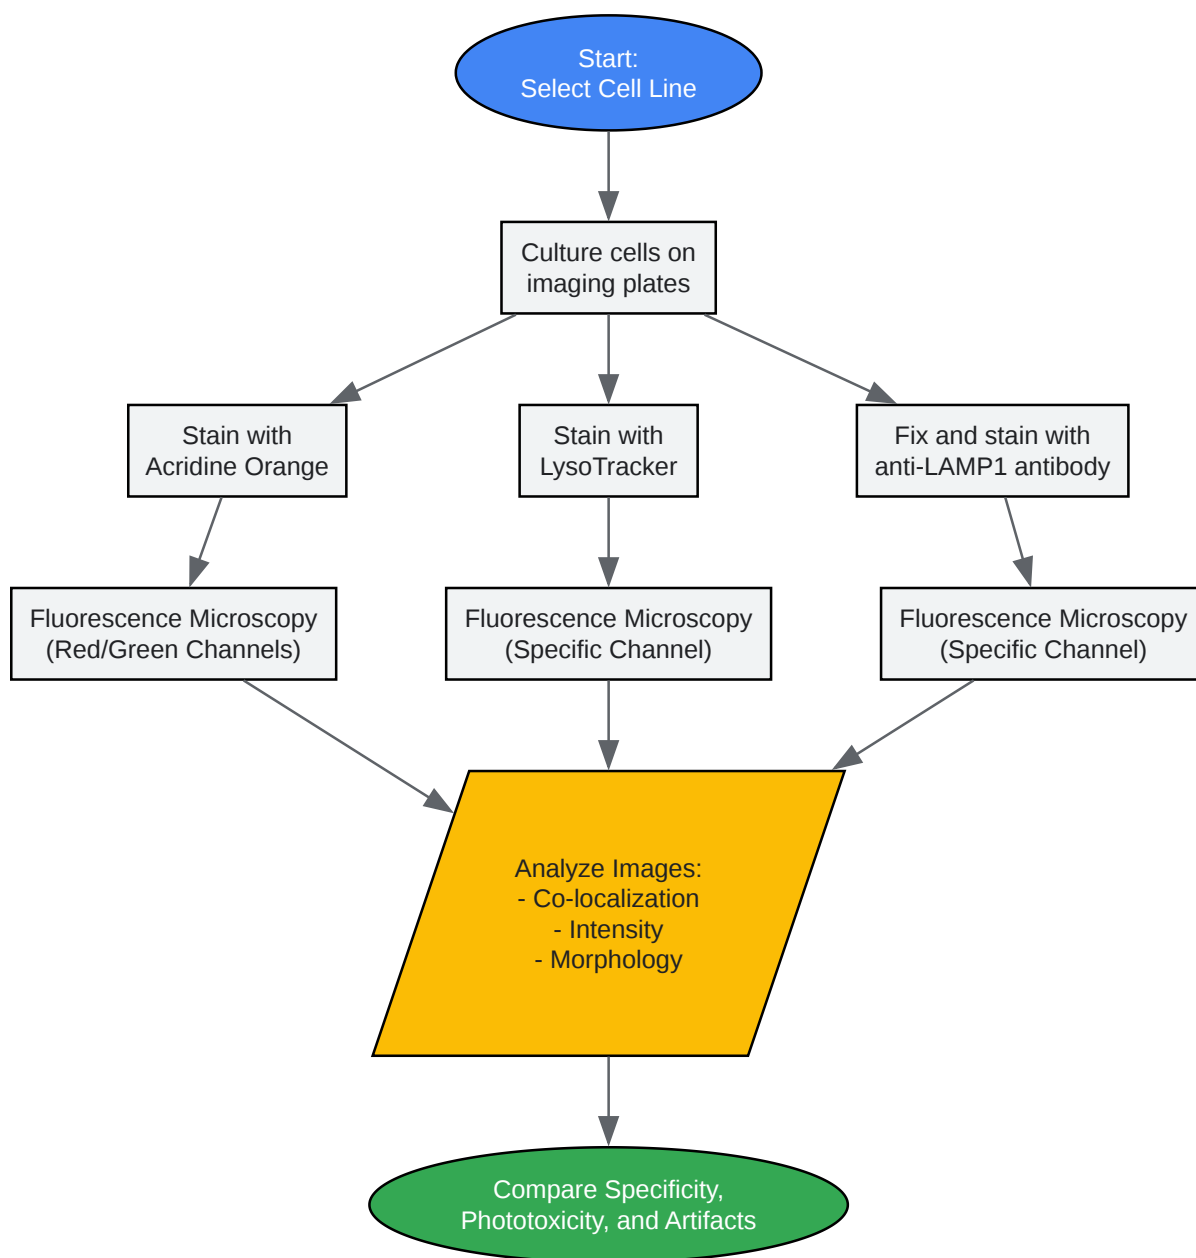 Start:
Select Cell Line
Culture cells on
imaging plates
Stain with
Acridine Orange
Stain with
LysoTracker
Fix and stain with
anti-LAMP1 antibody
Fluorescence Microscopy
(Red/Green Channels)
Fluorescence Microscopy
(Specific Channel)
Fluorescence Microscopy
(Specific Channel)
Analyze Images:
- Co-localization
- Intensity
- Morphology
Compare Specificity,
Phototoxicity, and Artifacts